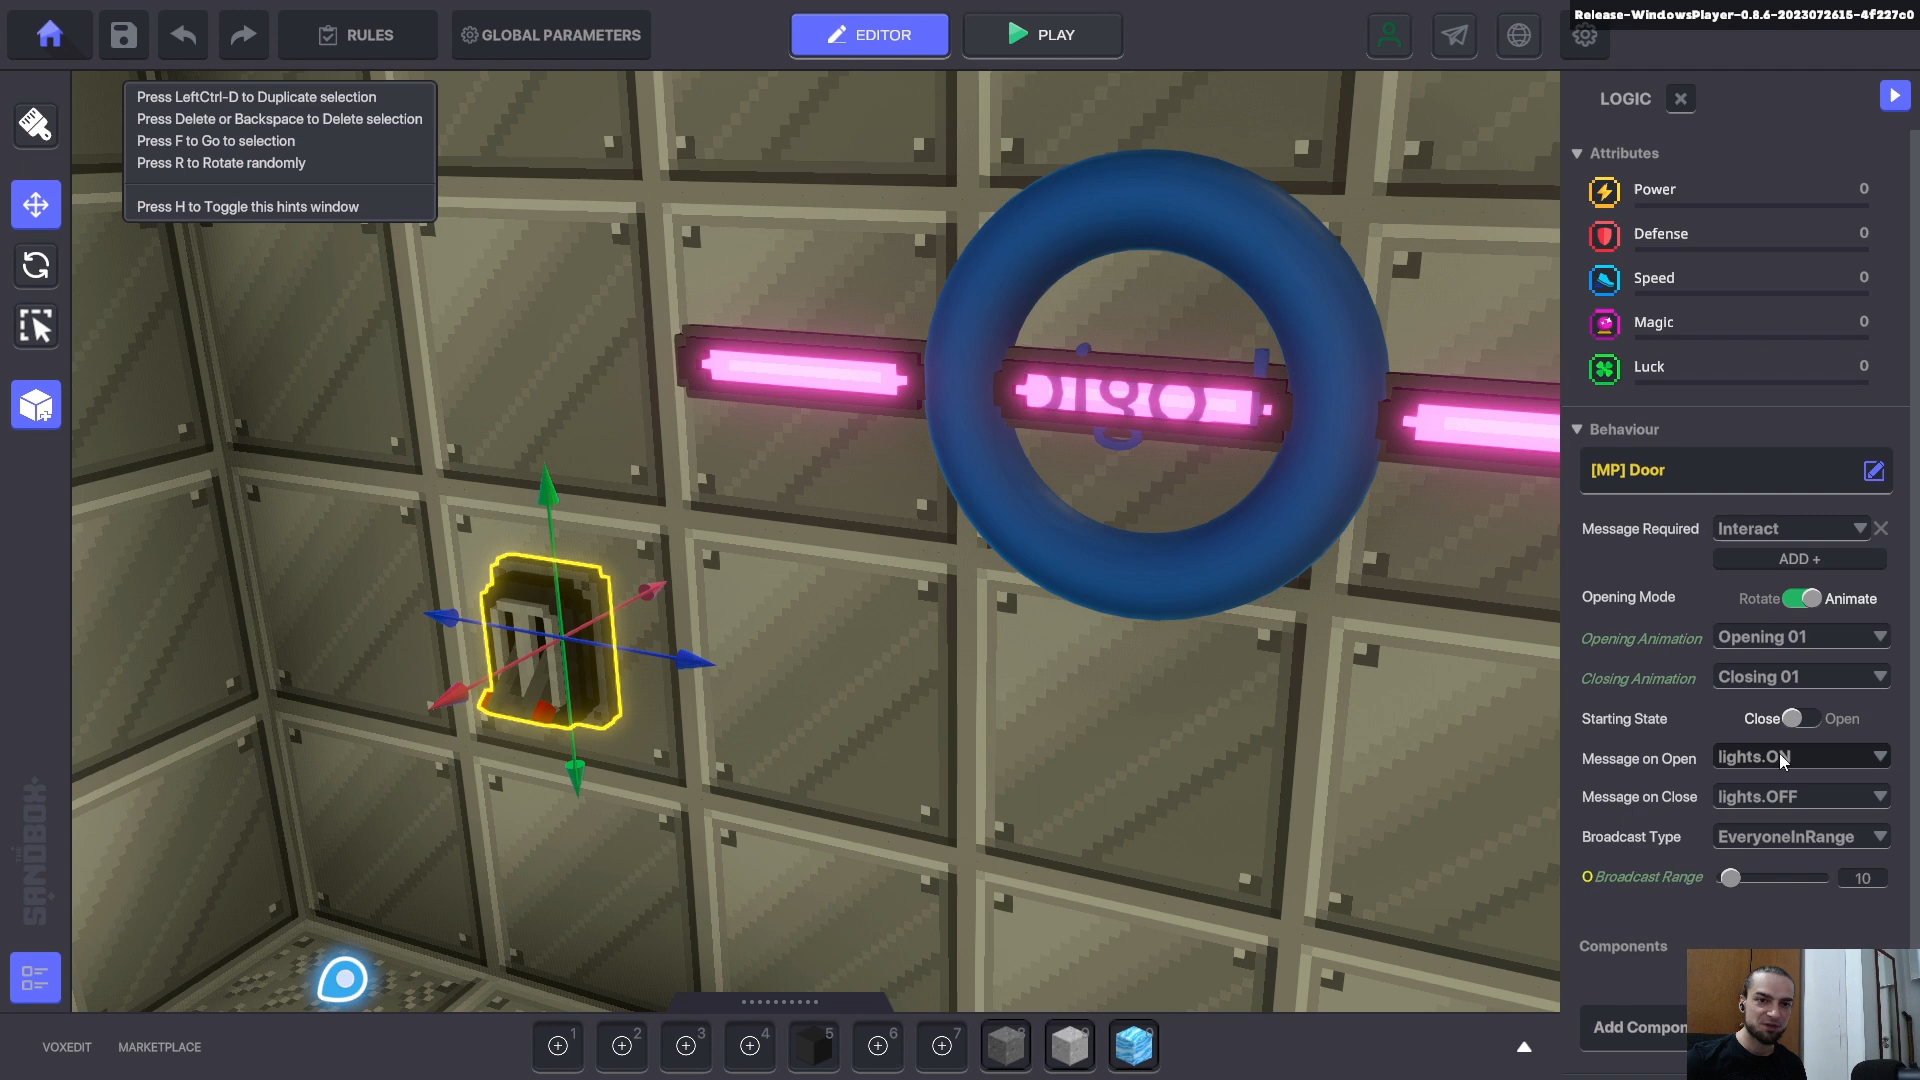 Release-WindowsPlayer-0.8.6-2023072615-4f227c0
RULES
GLOBAL PARAMETERS
EDITOR
PLAY
Press LeftCtrl-D to Duplicate selection
Press Delete or Backspace to Delete selection
Press F to Go to selection
Press R to Rotate randomly
Press H to Toggle this hints window
LOGIC
Attributes
Power 0
Defense 0
Speed 0
Magic 0
Luck 0
Behaviour
[MP] Door
Message Required Interact
ADD +
Opening Mode Rotate Animate
Opening Animation Opening 01
Closing Animation Closing 01
Starting State Close Open
Message on Open lights.ON
Message on Close lights.OFF
Broadcast Type EveryoneInRange
Broadcast Range 10
Components
Add Compon
THE SANDBOX
VOXEDIT
MARKETPLACE
1
2
3
4
5
6
7